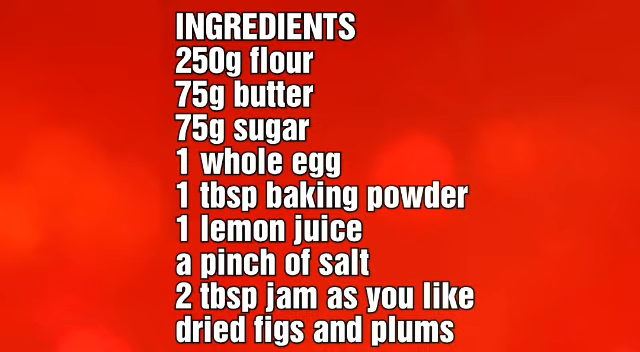 INGREDIENTS
250g flour
75g butter
75g sugar
1 whole egg
1 tbsp baking powder
1 lemon juice
a pinch of salt
2 tbsp jam as you like
dried figs and plums